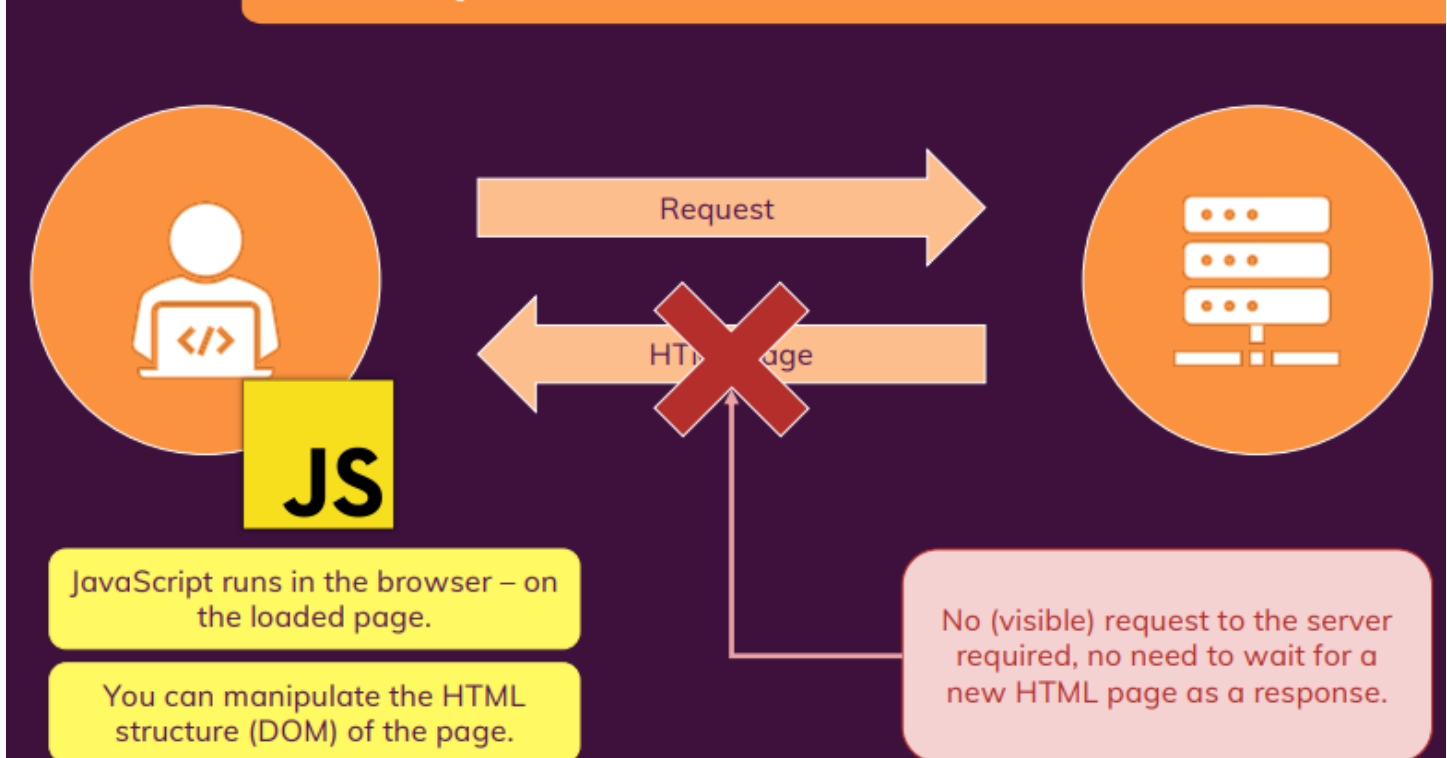 Request
</>
JS
JavaScript runs in the browser – on
the loaded page.
You can manipulate the HTML
structure (DOM) of the page.
No (visible) request to the server
required, no need to wait for a
new HTML page as a response.